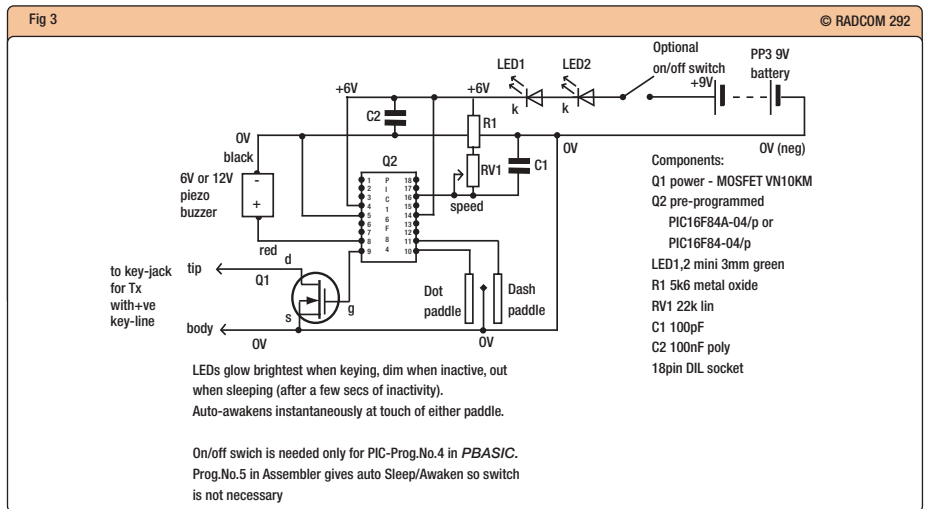 Fig 3
© RADCOM 292
Optional
on/off switch
PP3 9V
battery
LED1
LED2
+9V
+6V
+6V
k
k
C2
R1
0V
0V
0V (neg)
black
Q2
C1
RV1
6V or 12V
piezo
buzzer
-
+
1
2
3
4
5
6
7
8
9
P
I
C
1
6
F
8
4
18
17
16
15
14
13
12
11
10
speed
red
d
to key-jack
for Tx
with+ve
key-line
tip
Q1
g
s
body
0V
Dot
paddle
Dash
paddle
0V
Components:
Q1 power - MOSFET VN10KM
Q2 pre-programmed
PIC16F84A-04/p or
PIC16F84-04/p
LED1,2 mini 3mm green
R1 5k6 metal oxide
RV1 22k lin
C1 100pF
C2 100nF poly
18pin DIL socket
LEDs glow brightest when keying, dim when inactive, out
when sleeping (after a few secs of inactivity).
Auto-awakens instantaneously at touch of either paddle.
On/off swich is needed only for PIC-Prog.No.4 in PBASIC.
Prog.No.5 in Assembler gives auto Sleep/Awaken so switch
is not necessary